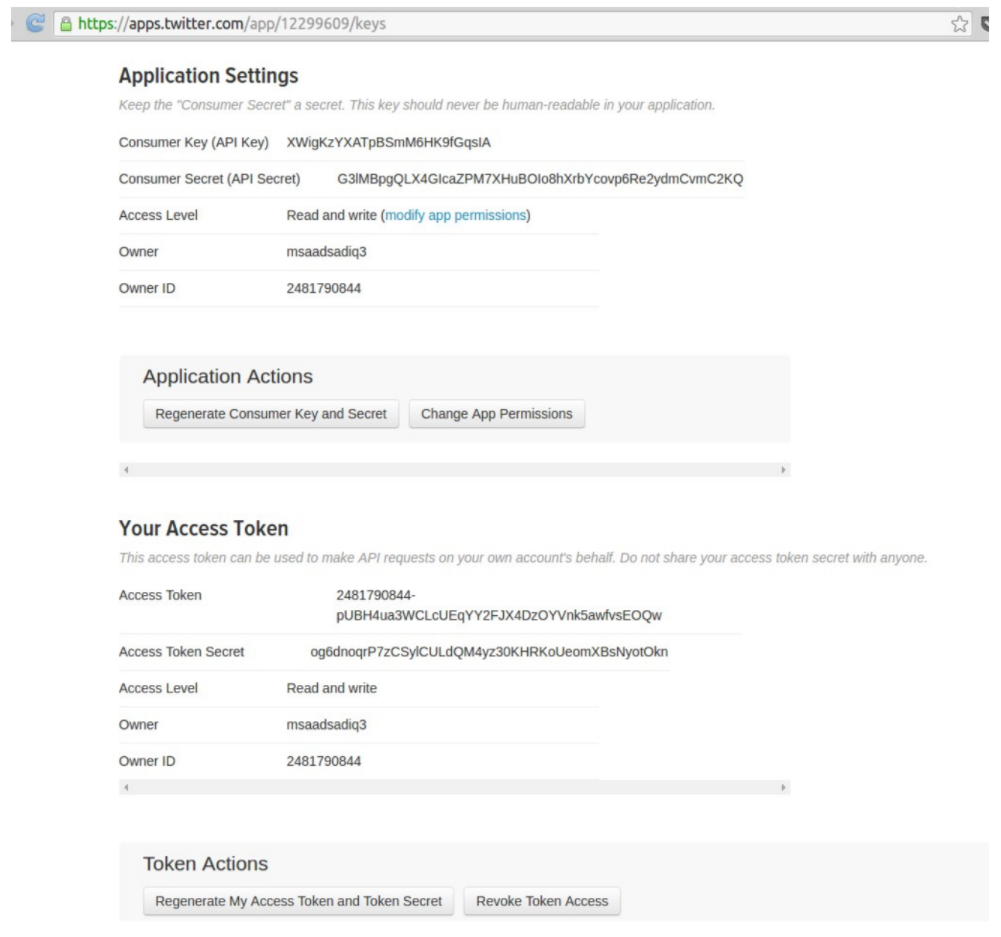 https://apps.twitter.com/app/12299609/keys
Application Settings
Keep the "Consumer Secret" a secret. This key should never be human-readable in your application.
Consumer Key (API Key) XWigKzYXATpBSmM6HK9fGqsIA
Consumer Secret (API Secret) G3lMBpgQLX4GIcaZPM7XHuBOIo8hXrbYcovp6Re2ydmCvmC2KQ
Access Level Read and write (modify app permissions)
Owner msaadsadiq3
Owner ID 2481790844
Application Actions
Regenerate Consumer Key and Secret Change App Permissions
Your Access Token
This access token can be used to make API requests on your own account's behalf. Do not share your access token secret with anyone.
Access Token 2481790844-
pUBH4ua3WCLcUEqYY2FJX4DzOYVnk5awfvsEOQw
Access Token Secret og6dnoqrP7zCSylCULdQM4yz30KHRKoUeomXBsNyotOkn
Access Level Read and write
Owner msaadsadiq3
Owner ID 2481790844
Token Actions
Regenerate My Access Token and Token Secret Revoke Token Access